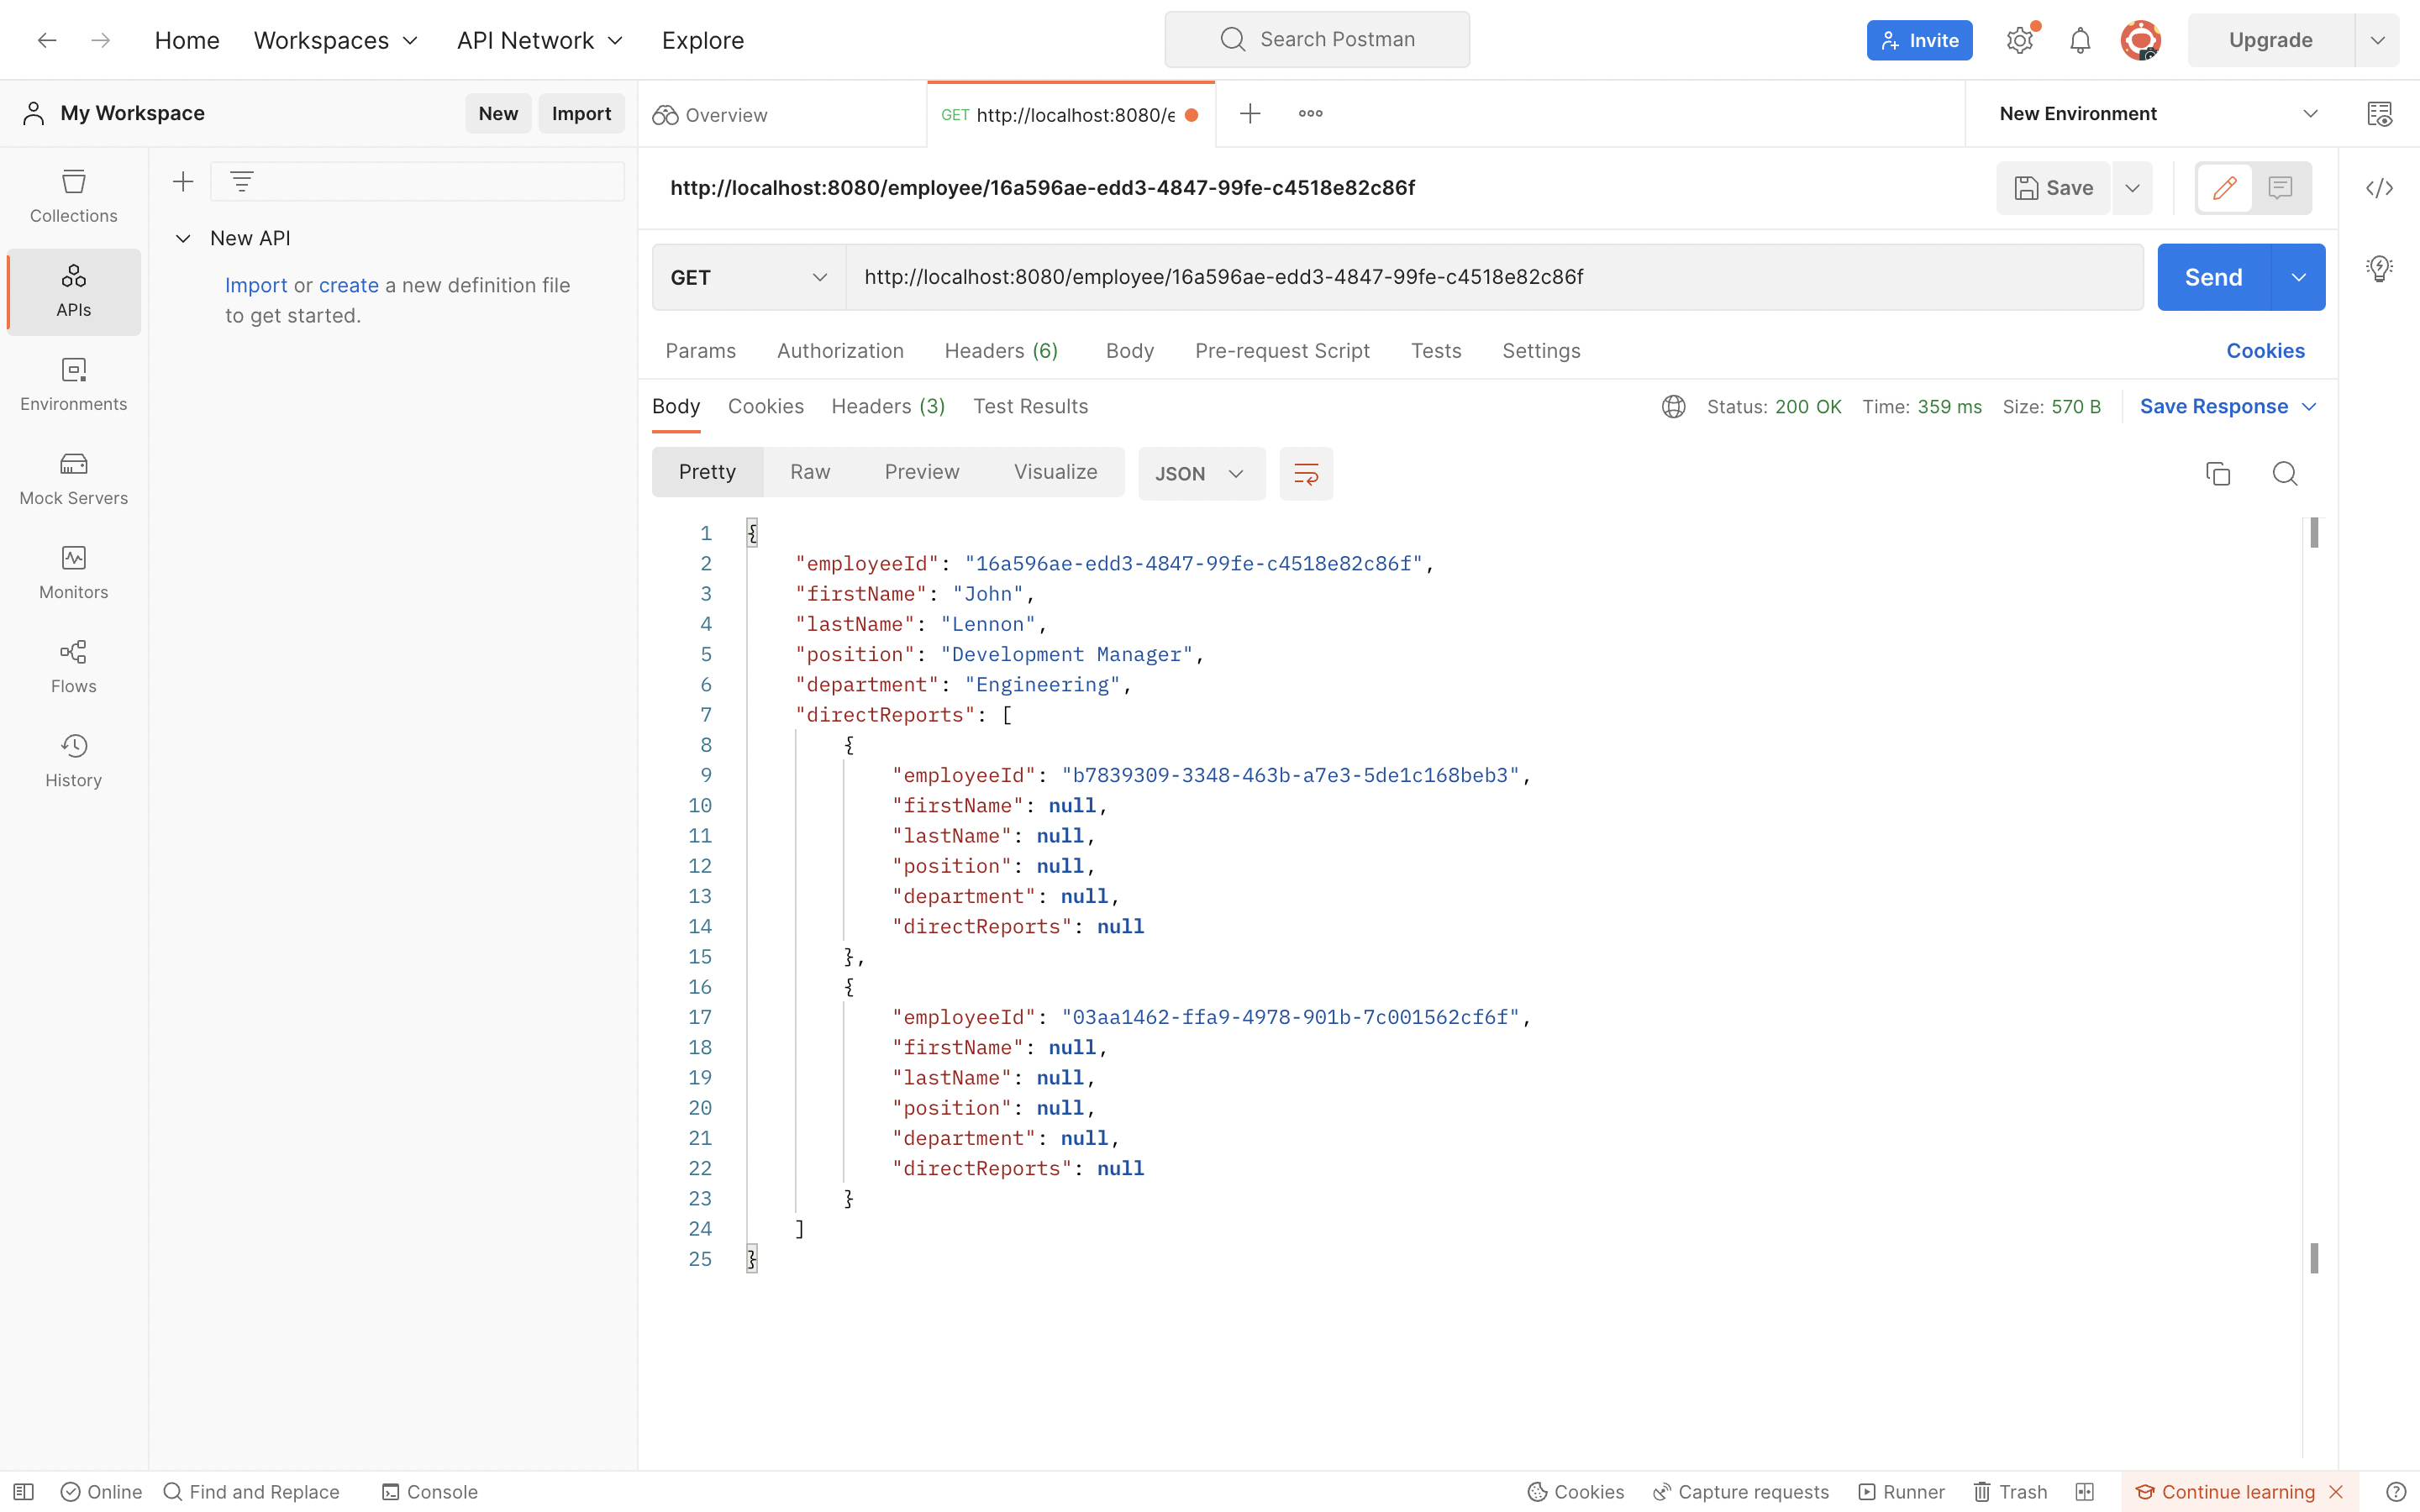 Home Workspaces API Network Explore Search Postman Invite Upgrade
My Workspace New Import Overview GET http://localhost:8080/e New Environment
http://localhost:8080/employee/16a596ae-edd3-4847-99fe-c4518e82c86f Save
Collections
New API
Import or create a new definition file
to get started.
APIs
Environments
Mock Servers
Monitors
Flows
History
GET http://localhost:8080/employee/16a596ae-edd3-4847-99fe-c4518e82c86f Send
Params Authorization Headers (6) Body Pre-request Script Tests Settings Cookies
Body Cookies Headers (3) Test Results Status: 200 OK Time: 359 ms Size: 570 B Save Response
Pretty Raw Preview Visualize JSON
1 {
2 "employeeId": "16a596ae-edd3-4847-99fe-c4518e82c86f",
3 "firstName": "John",
4 "lastName": "Lennon",
5 "position": "Development Manager",
6 "department": "Engineering",
7 "directReports": [
8 {
9 "employeeId": "b7839309-3348-463b-a7e3-5de1c168beb3",
10 "firstName": null,
11 "lastName": null,
12 "position": null,
13 "department": null,
14 "directReports": null
15 },
16 {
17 "employeeId": "03aa1462-ffa9-4978-901b-7c001562cf6f",
18 "firstName": null,
19 "lastName": null,
20 "position": null,
21 "department": null,
22 "directReports": null
23 }
24 ]
25 }
Online Find and Replace Console Cookies Capture requests Runner Trash Continue learning